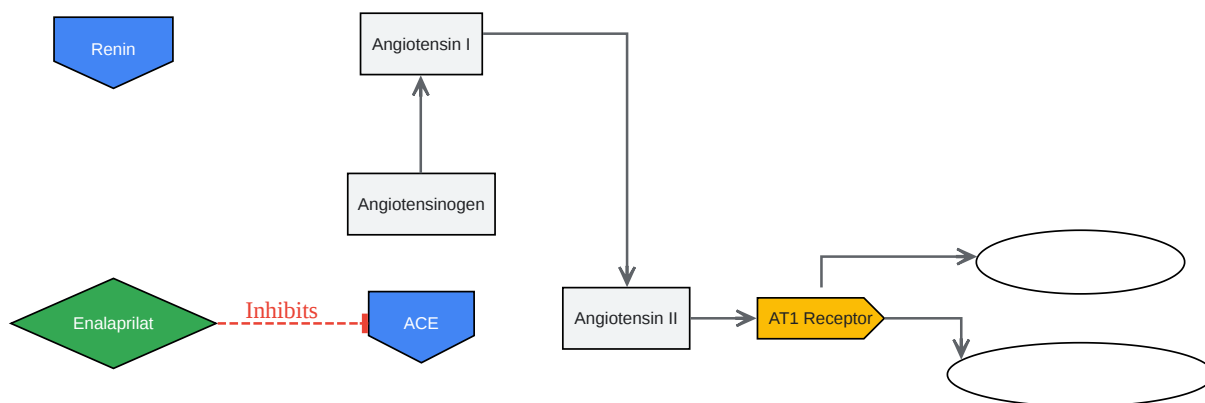 Renin
Angiotensin I
Angiotensinogen
Enalaprilat
Inhibits
ACE
Angiotensin II
AT1 Receptor